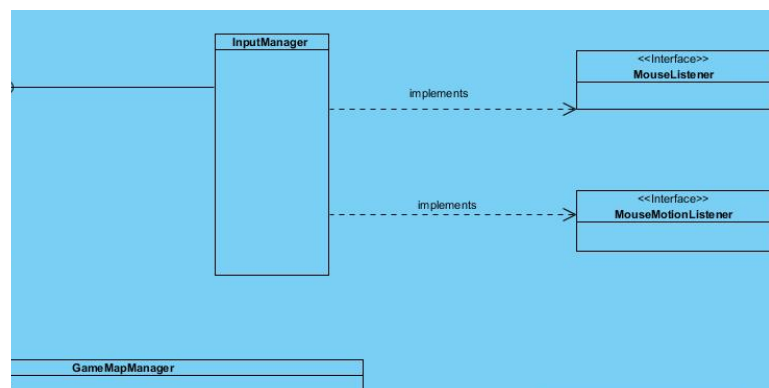 InputManager
<<Interface>>
MouseListener
implements
<<Interface>>
MouseMotionListener
implements
GameMapManager